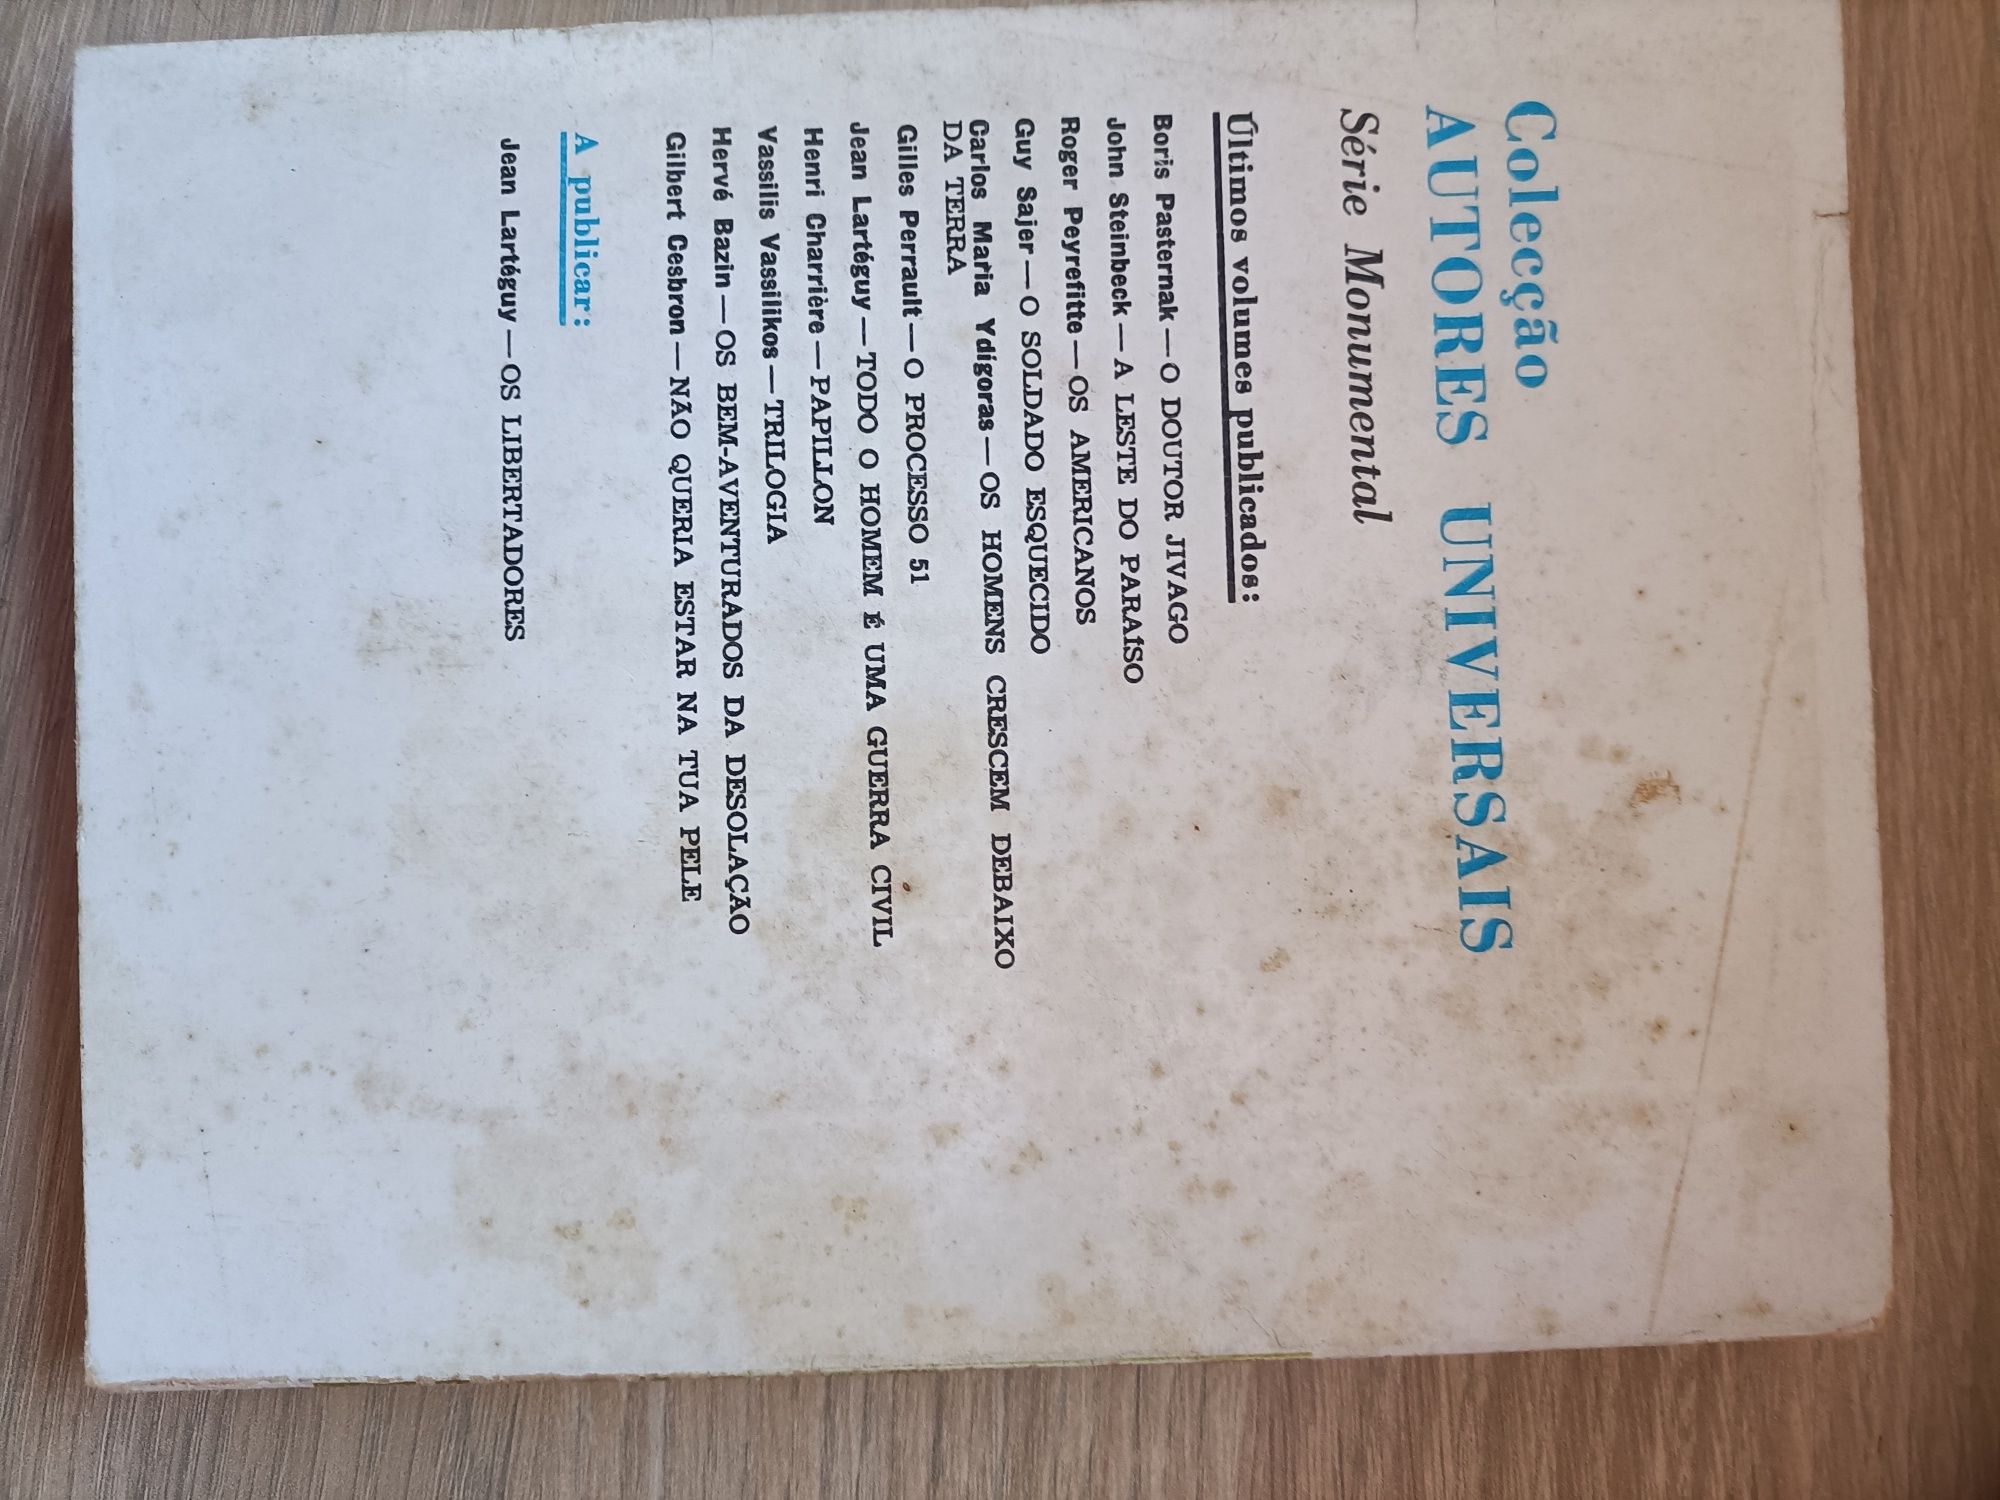 Colecção
AUTORES UNIVERSAIS
Série Monumental
Últimos volumes publicados:
Boris Pasternak — O DOUTOR JIVAGO
John Steinbeck — A LESTE DO PARAÍSO
Roger Peyrefitte — OS AMERICANOS
Guy Sajer — O SOLDADO ESQUECIDO
Carlos Maria Ydígoras — OS HOMENS CRESCEM DEBAIXO
DA TERRA
Gilles Perrault — O PROCESSO 51
Jean Lartéguy — TODO O HOMEM É UMA GUERRA CIVIL
Henri Charrière — PAPILLON
Vassilis Vassilikos — TRILOGIA
Hervé Bazin — OS BEM-AVENTURADOS DA DESOLAÇÃO
Gilbert Cesbron — NÃO QUERIA ESTAR NA TUA PELE
A publicar:
Jean Lartéguy — OS LIBERTADORES